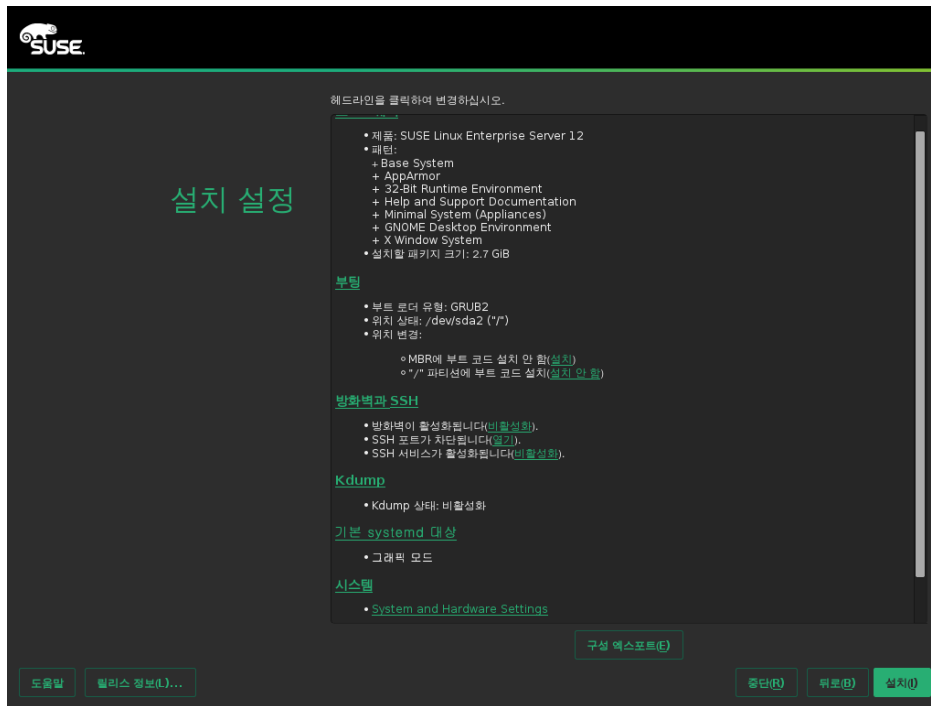 SUSE.
헤드라인을 클릭하여 변경하십시오.
설치 설정
• 제품: SUSE Linux Enterprise Server 12
• 패턴:
+ Base System
+ AppArmor
+ 32-Bit Runtime Environment
+ Help and Support Documentation
+ Minimal System (Appliances)
+ GNOME Desktop Environment
+ X Window System
• 설치할 패키지 크기: 2.7 GiB
부팅
• 부트 로더 유형: GRUB2
• 위치 상태: /dev/sda2 ("/")
• 위치 변경:
◦ MBR에 부트 코드 설치 안 함(설치)
◦ "/" 파티션에 부트 코드 설치(설치 안 함)
방화벽과 SSH
• 방화벽이 활성화됩니다(비활성화).
• SSH 포트가 차단됩니다(열기).
• SSH 서비스가 활성화됩니다(비활성화).
Kdump
• Kdump 상태: 비활성화
기본 systemd 대상
• 그래픽 모드
시스템
• System and Hardware Settings
구성 엑스포트(E)
도움말 릴리스 정보(L)... 중단(R) 뒤로(B) 설치(I)